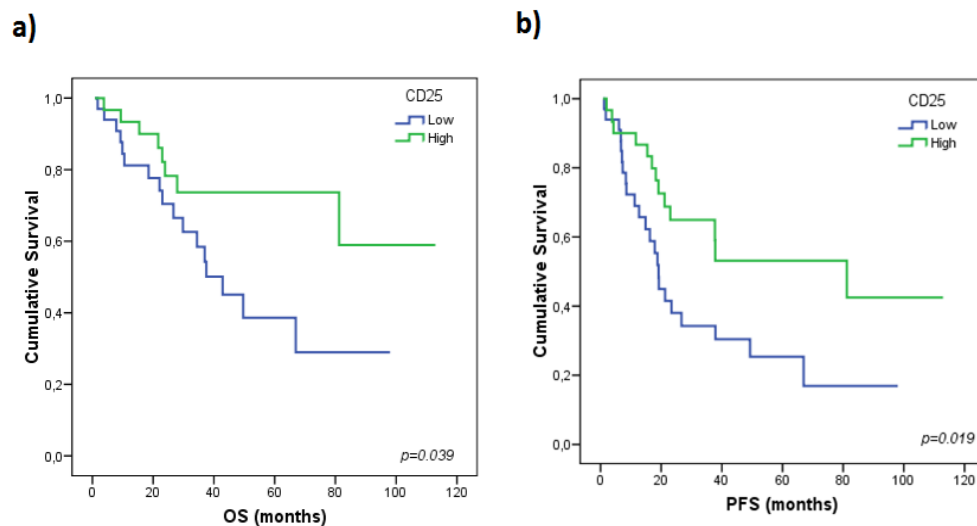 a)
CD25
Low
High
1,0
0,8
0,6
0,4
0,2
0,0
Cumulative Survival
p=0.039
0 20 40 60 80 100 120
OS (months)
b)
CD25
Low
High
1,0
0,8
0,6
0,4
0,2
0,0
Cumulative Survival
p=0.019
0 20 40 60 80 100 120
PFS (months)